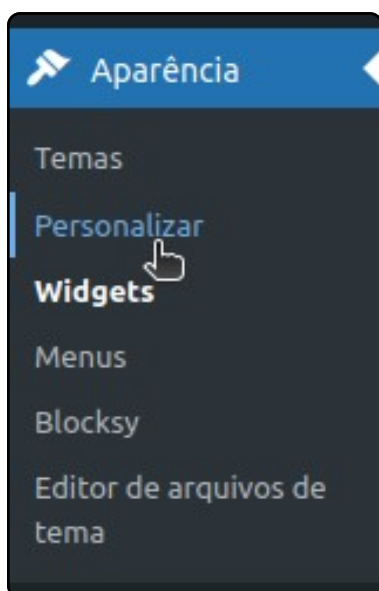 Aparência
Temas
Personalizar
Widgets
Menus
Blocksy
Editor de arquivos de
tema